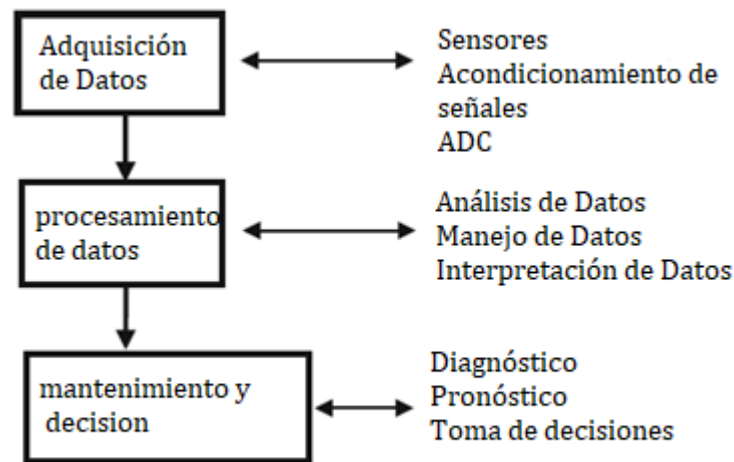 Adquisición
de Datos
Sensores
Acondicionamiento de
señales
ADC
procesamiento
de datos
Análisis de Datos
Manejo de Datos
Interpretación de Datos
mantenimiento y
decision
Diagnóstico
Pronóstico
Toma de decisiones